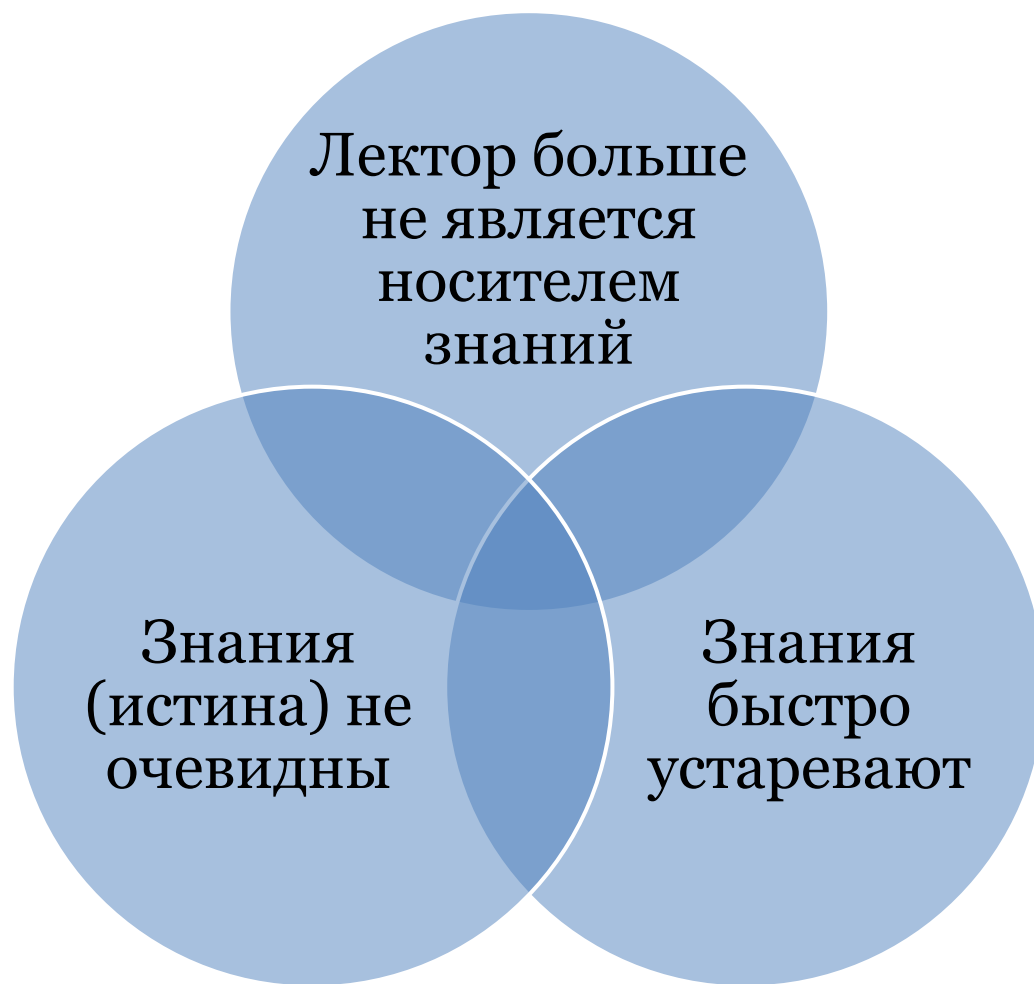 Лектор больше
не является
носителем
знаний
Знания
(истина) не
очевидны
Знания
быстро
устаревают